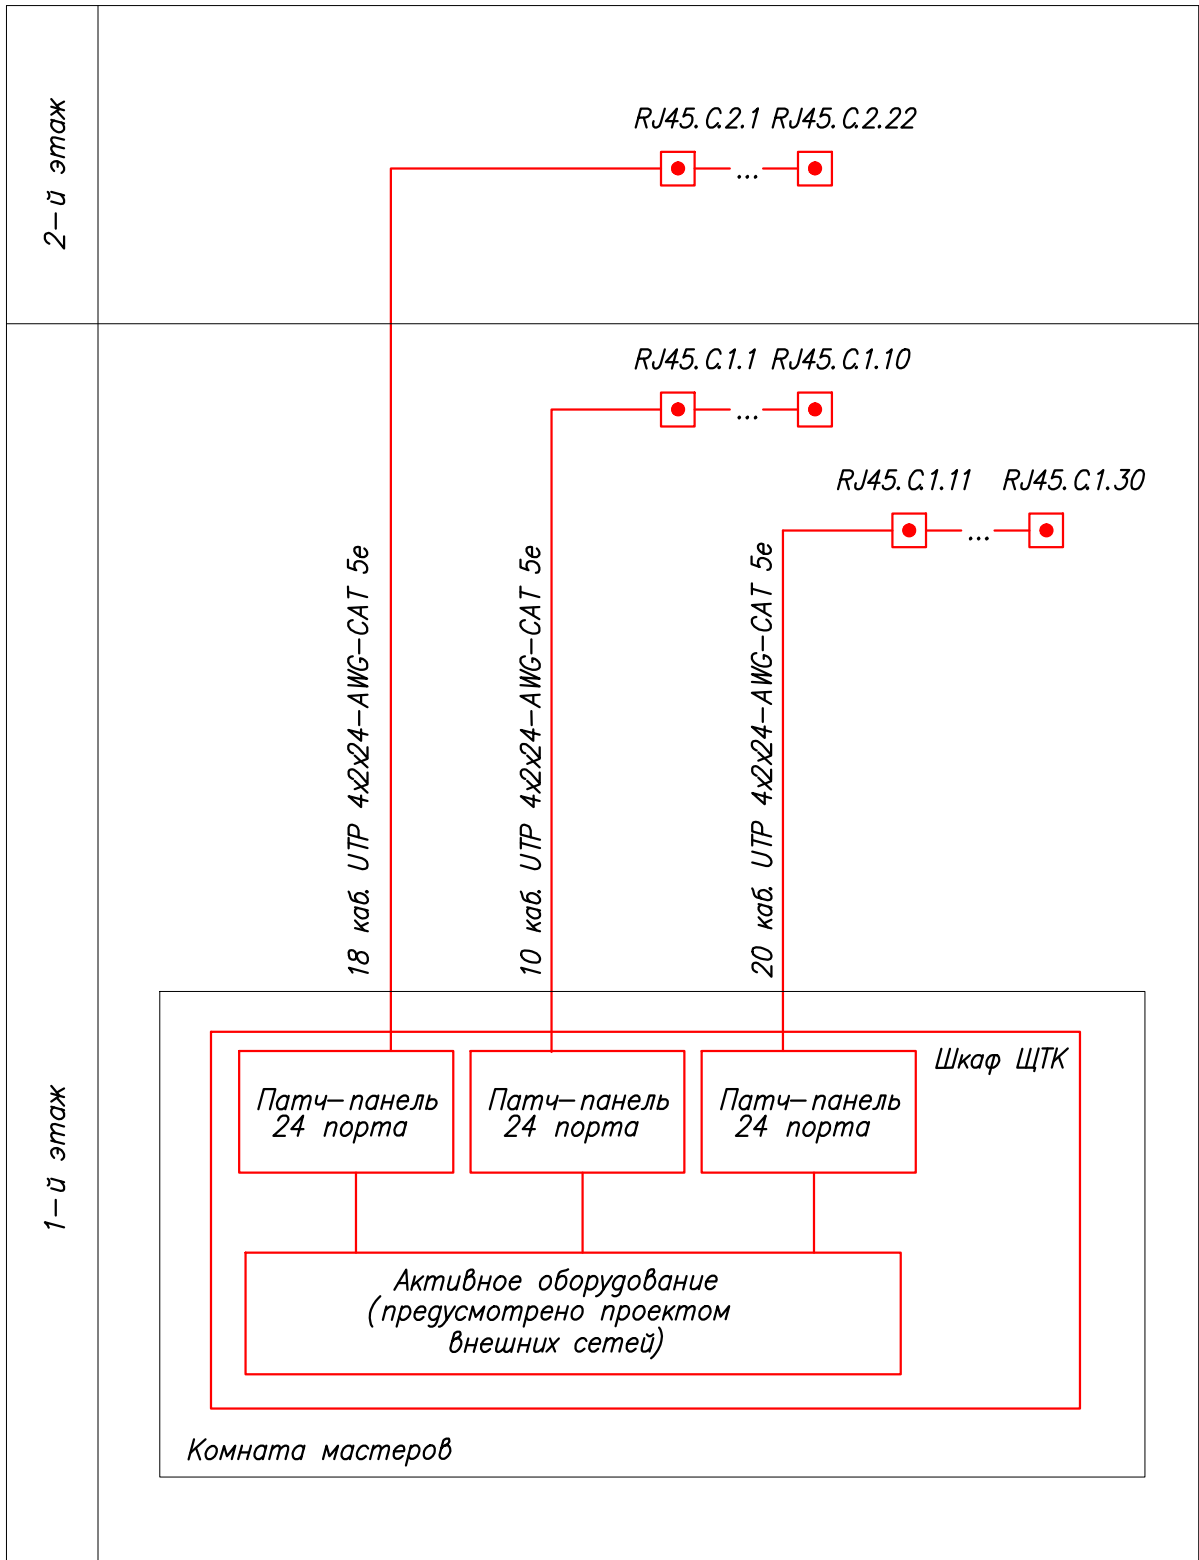 2-й этаж
RJ45.C.2.1 RJ45.C.2.22
...
1-й этаж
RJ45.C.1.1 RJ45.C.1.10
...
RJ45.C.1.11 RJ45.C.1.30
...
18 каб. UTP 4x2x24-AWG-CAT 5e
10 каб. UTP 4x2x24-AWG-CAT 5e
20 каб. UTP 4x2x24-AWG-CAT 5e
Шкаф ЩТК
Патч-панель
24 порта
Патч-панель
24 порта
Патч-панель
24 порта
Активное оборудование
(предусмотрено проектом
внешних сетей)
Комната мастеров